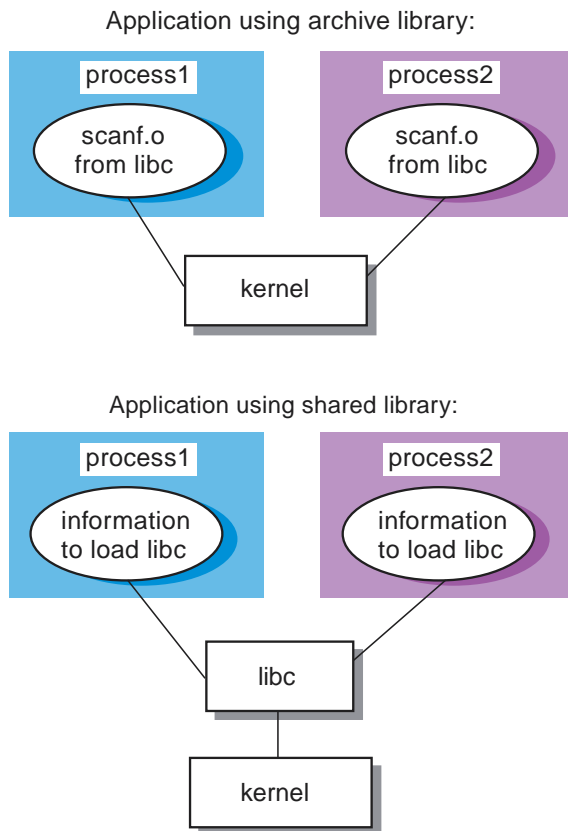 Application using archive library:
process1
process2
scanf.o
from libc
scanf.o
from libc
kernel
Application using shared library:
process1
process2
information
to load libc
information
to load libc
libc
kernel